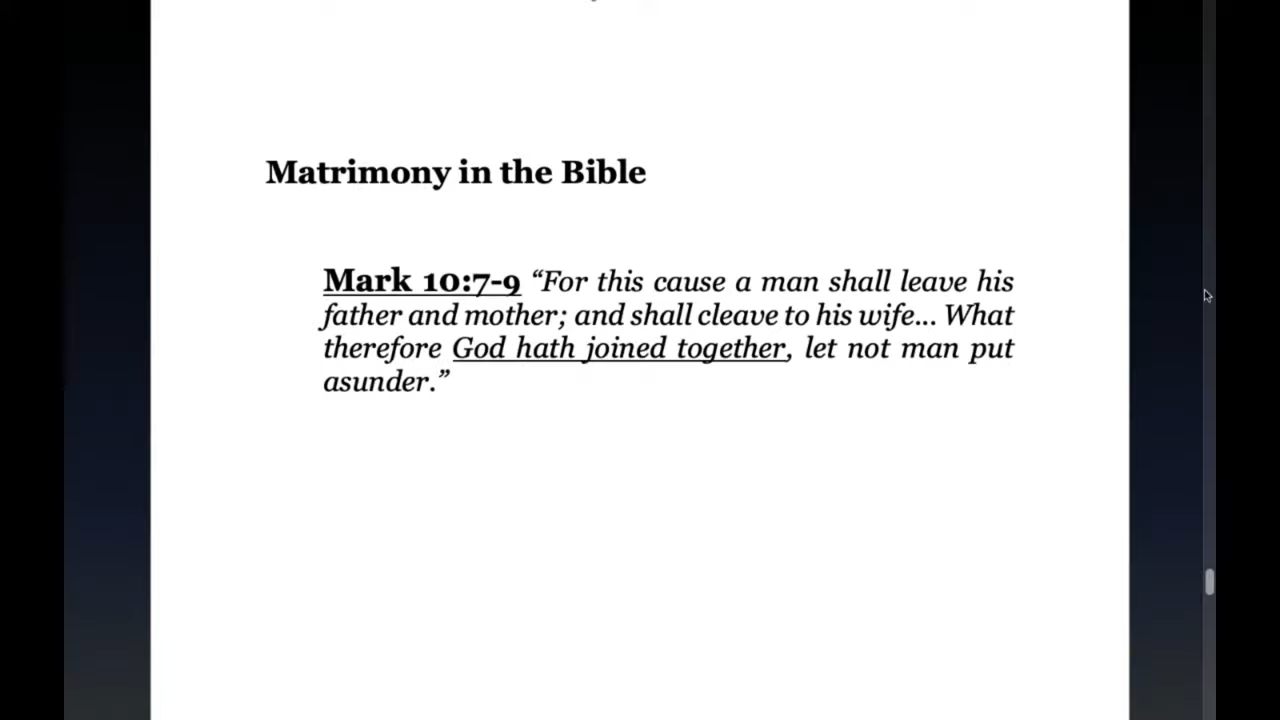 Matrimony in the Bible
Mark 10:7-9 “For this cause a man shall leave his
father and mother; and shall cleave to his wife... What
therefore God hath joined together, let not man put
asunder.”